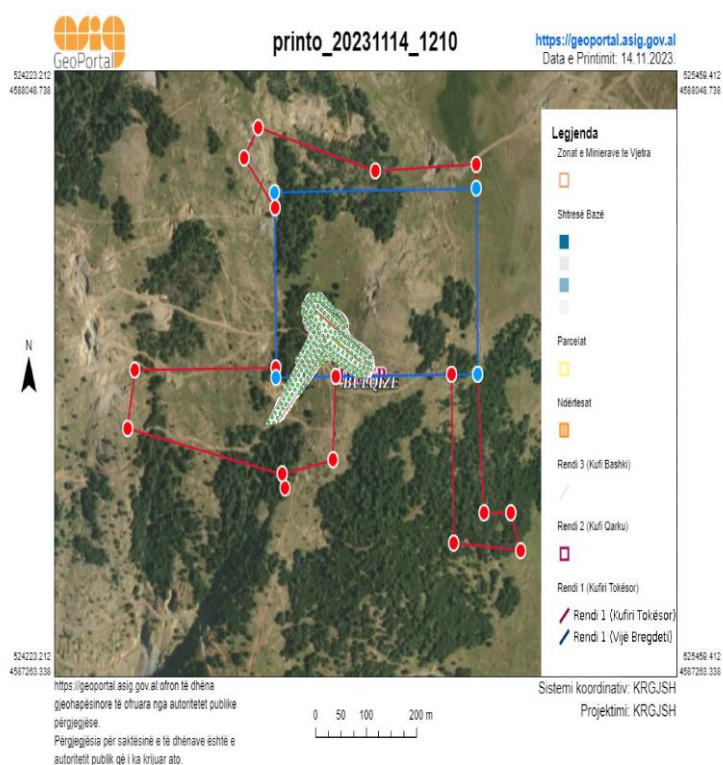 asig
GeoPortal
printo_20231114_1210
https://geoportal.asig.gov.al
Data e Printimit: 14.11.2023.
524223.212
4588048.738
525459.412
4588048.738
Legjenda
Zonat e Minierave te Vjetra
Shtresë Bazë
Parcelat
Ndërtesat
Rendi 3 (Kufi Bashki)
Rendi 2 (Kufi Qarku)
Rendi 1 (Kufiri Tokësor)
Rendi 1 (Kufiri Tokësor)
Rendi 1 (Vijë Bregdeti)
N
BULQIZË
524223.212
4587263.338
525459.412
4587263.338
https://geoportal.asig.gov.al ofron të dhëna
gjeohapësinore të ofruara nga autoritetet publike
përgjegjëse.
Përgjegjësia për saktësinë e të dhënave është e
autoritetit publik që i ka krijuar ato.
0 50 100 200 m
Sistemi koordinativ: KRGJSH
Projektimi: KRGJSH